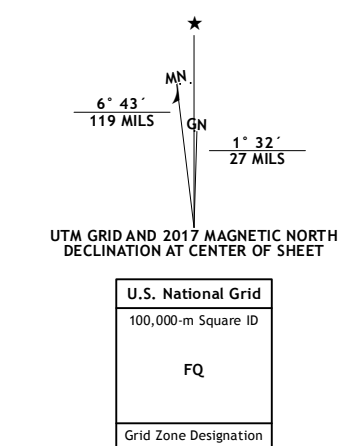 ★
MN
6° 43´
119 MILS
GN
1° 32´
27 MILS
UTM GRID AND 2017 MAGNETIC NORTH
DECLINATION AT CENTER OF SHEET
U.S. National Grid
100,000-m Square ID
FQ
Grid Zone Designation